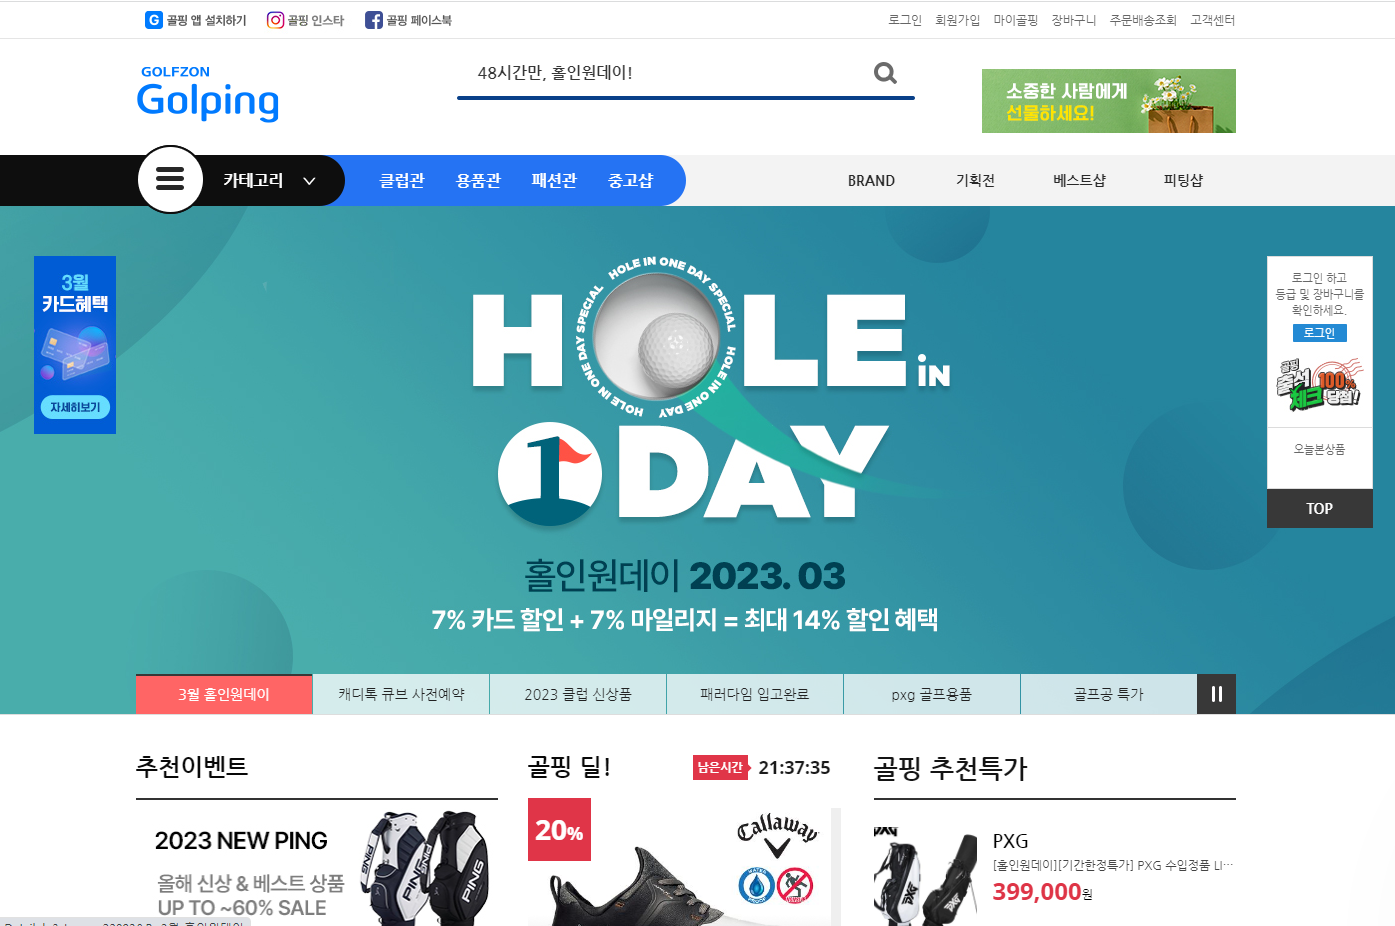 골핑 앱 설치하기
골핑 인스타
골핑 페이스북
로그인
회원가입
마이골핑
장바구니
주문배송조회
고객센터
GOLFZON
Golping
48시간만, 홀인원데이!
소중한 사람에게
선물하세요!
카테고리
클럽관
용품관
패션관
중고샵
BRAND
기획전
베스트샵
피팅샵
3월
카드혜택
자세히보기
HOLE IN ONE DAY SPECIAL
HOLE IN ONE DAY
HOLE IN ONE DAY SPECIAL
HOLE in
1 DAY
홀인원데이 2023. 03
7% 카드 할인 + 7% 마일리지 = 최대 14% 할인 혜택
로그인 하고
등급 및 장바구니를
확인하세요.
로그인
골핑
출석
체크
100%
당첨!
오늘본상품
TOP
3월 홀인원데이
캐디톡 큐브 사전예약
2023 클럽 신상품
패러다임 입고완료
pxg 골프용품
골프공 특가
추천이벤트
2023 NEW PING
올해 신상 & 베스트 상품
UP TO ~60% SALE
PING
PING
PING
골핑 딜!
남은시간
21:37:35
20%
Callaway
WATER
PROOF
골핑 추천특가
PXG
PXG
PXG
[홀인원데이][기간한정특가] PXG 수입정품 LI…
399,000원